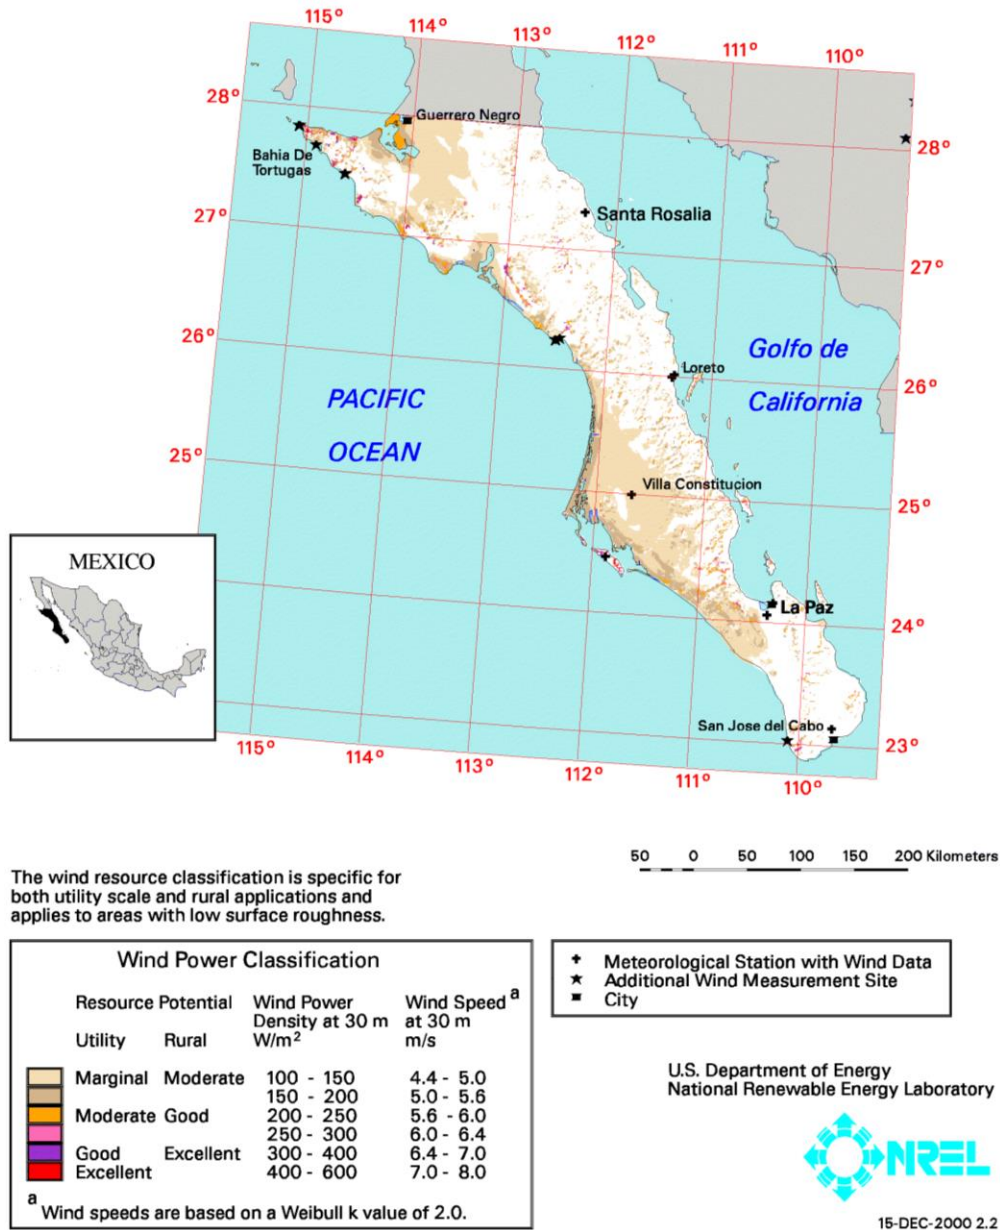 115° 114° 113° 112° 111° 110°
28°
Guerrero Negro
28°
Bahia De
Tortugas
27°
Santa Rosalia
27°
26°
Golfo de
Loreto
26°
PACIFIC
California
OCEAN
25°
Villa Constitucion
25°
MEXICO
La Paz
24°
San Jose del Cabo
23°
115° 114° 113° 112° 111° 110°
50 0 50 100 150 200 Kilometers
The wind resource classification is specific for
both utility scale and rural applications and
applies to areas with low surface roughness.
Wind Power Classification
Resource Potential Wind Power Wind Speed a
Density at 30 m at 30 m
Utility Rural W/m2 m/s
Marginal Moderate 100 - 150 4.4 - 5.0
150 - 200 5.0 - 5.6
Moderate Good 200 - 250 5.6 - 6.0
250 - 300 6.0 - 6.4
Good Excellent 300 - 400 6.4 - 7.0
Excellent 400 - 600 7.0 - 8.0
a Wind speeds are based on a Weibull k value of 2.0.
Meteorological Station with Wind Data
Additional Wind Measurement Site
City
U.S. Department of Energy
National Renewable Energy Laboratory
NREL
15-DEC-2000 2.2